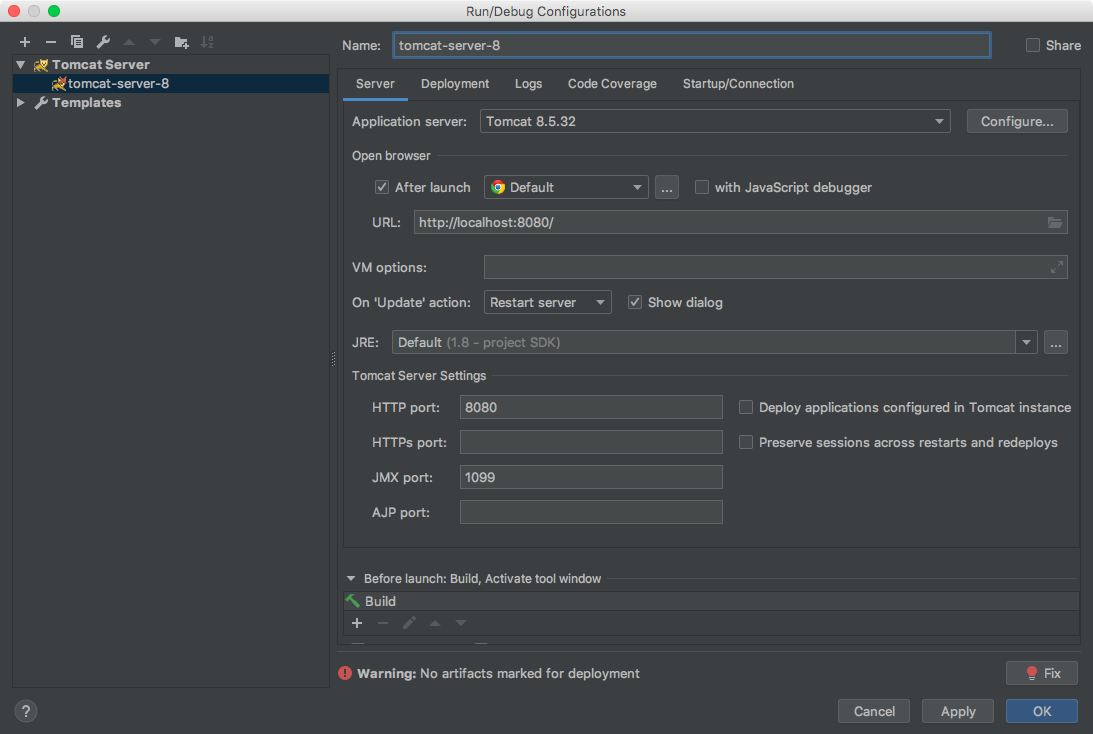 Run/Debug Configurations
Name: tomcat-server-8 Share
Tomcat Server
tomcat-server-8
Templates
Server Deployment Logs Code Coverage Startup/Connection
Application server: Tomcat 8.5.32 Configure...
Open browser
After launch Default ... with JavaScript debugger
URL: http://localhost:8080/
VM options:
On 'Update' action: Restart server Show dialog
JRE: Default (1.8 - project SDK) ...
Tomcat Server Settings
HTTP port: 8080 Deploy applications configured in Tomcat instance
HTTPs port: Preserve sessions across restarts and redeploys
JMX port: 1099
AJP port:
Before launch: Build, Activate tool window
Build
Warning: No artifacts marked for deployment Fix
? Cancel Apply OK